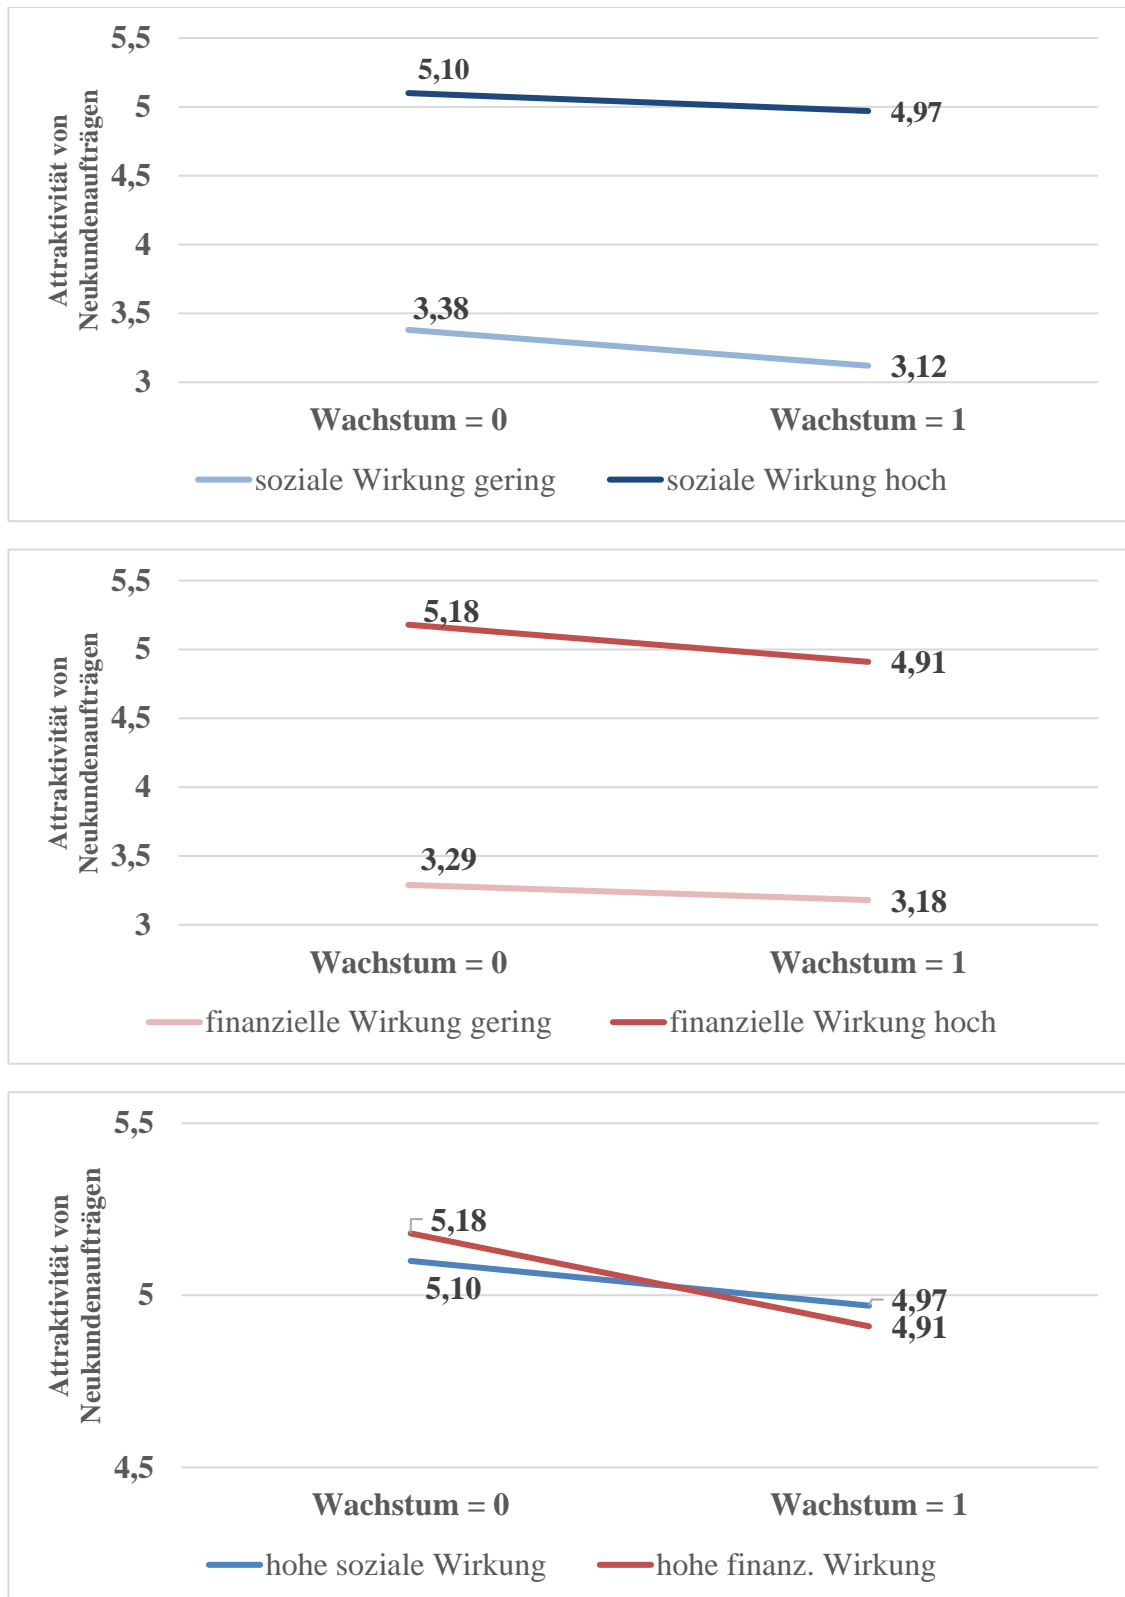 5,5
5,10
5
4,97
4,5
4
3,5
3,38
3,12
3
Attraktivität von
Neukundenaufträgen
Wachstum = 0 Wachstum = 1
soziale Wirkung gering soziale Wirkung hoch
5,5
5,18
5
4,91
4,5
4
3,5
3,29
3,18
3
Attraktivität von
Neukundenaufträgen
Wachstum = 0 Wachstum = 1
finanzielle Wirkung gering finanzielle Wirkung hoch
5,5
5,18
5,10
5
4,97
4,91
4,5
Attraktivität von
Neukundenaufträgen
Wachstum = 0 Wachstum = 1
hohe soziale Wirkung hohe finanz. Wirkung